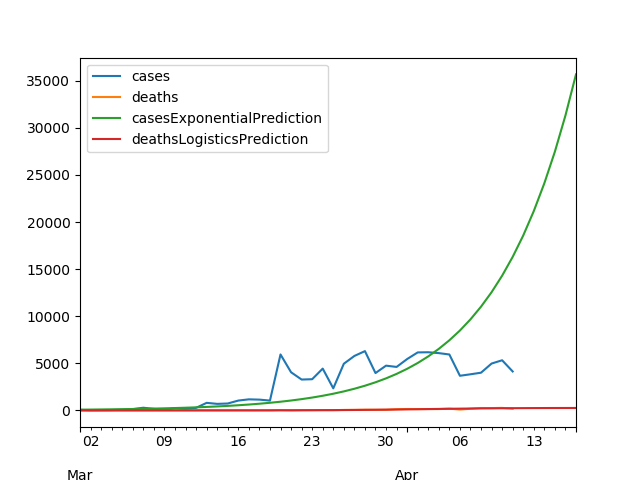 cases
deaths
casesExponentialPrediction
deathsLogisticsPrediction
35000
30000
25000
20000
15000
10000
5000
0
02 09 16 23 30 06 13
Mar Apr